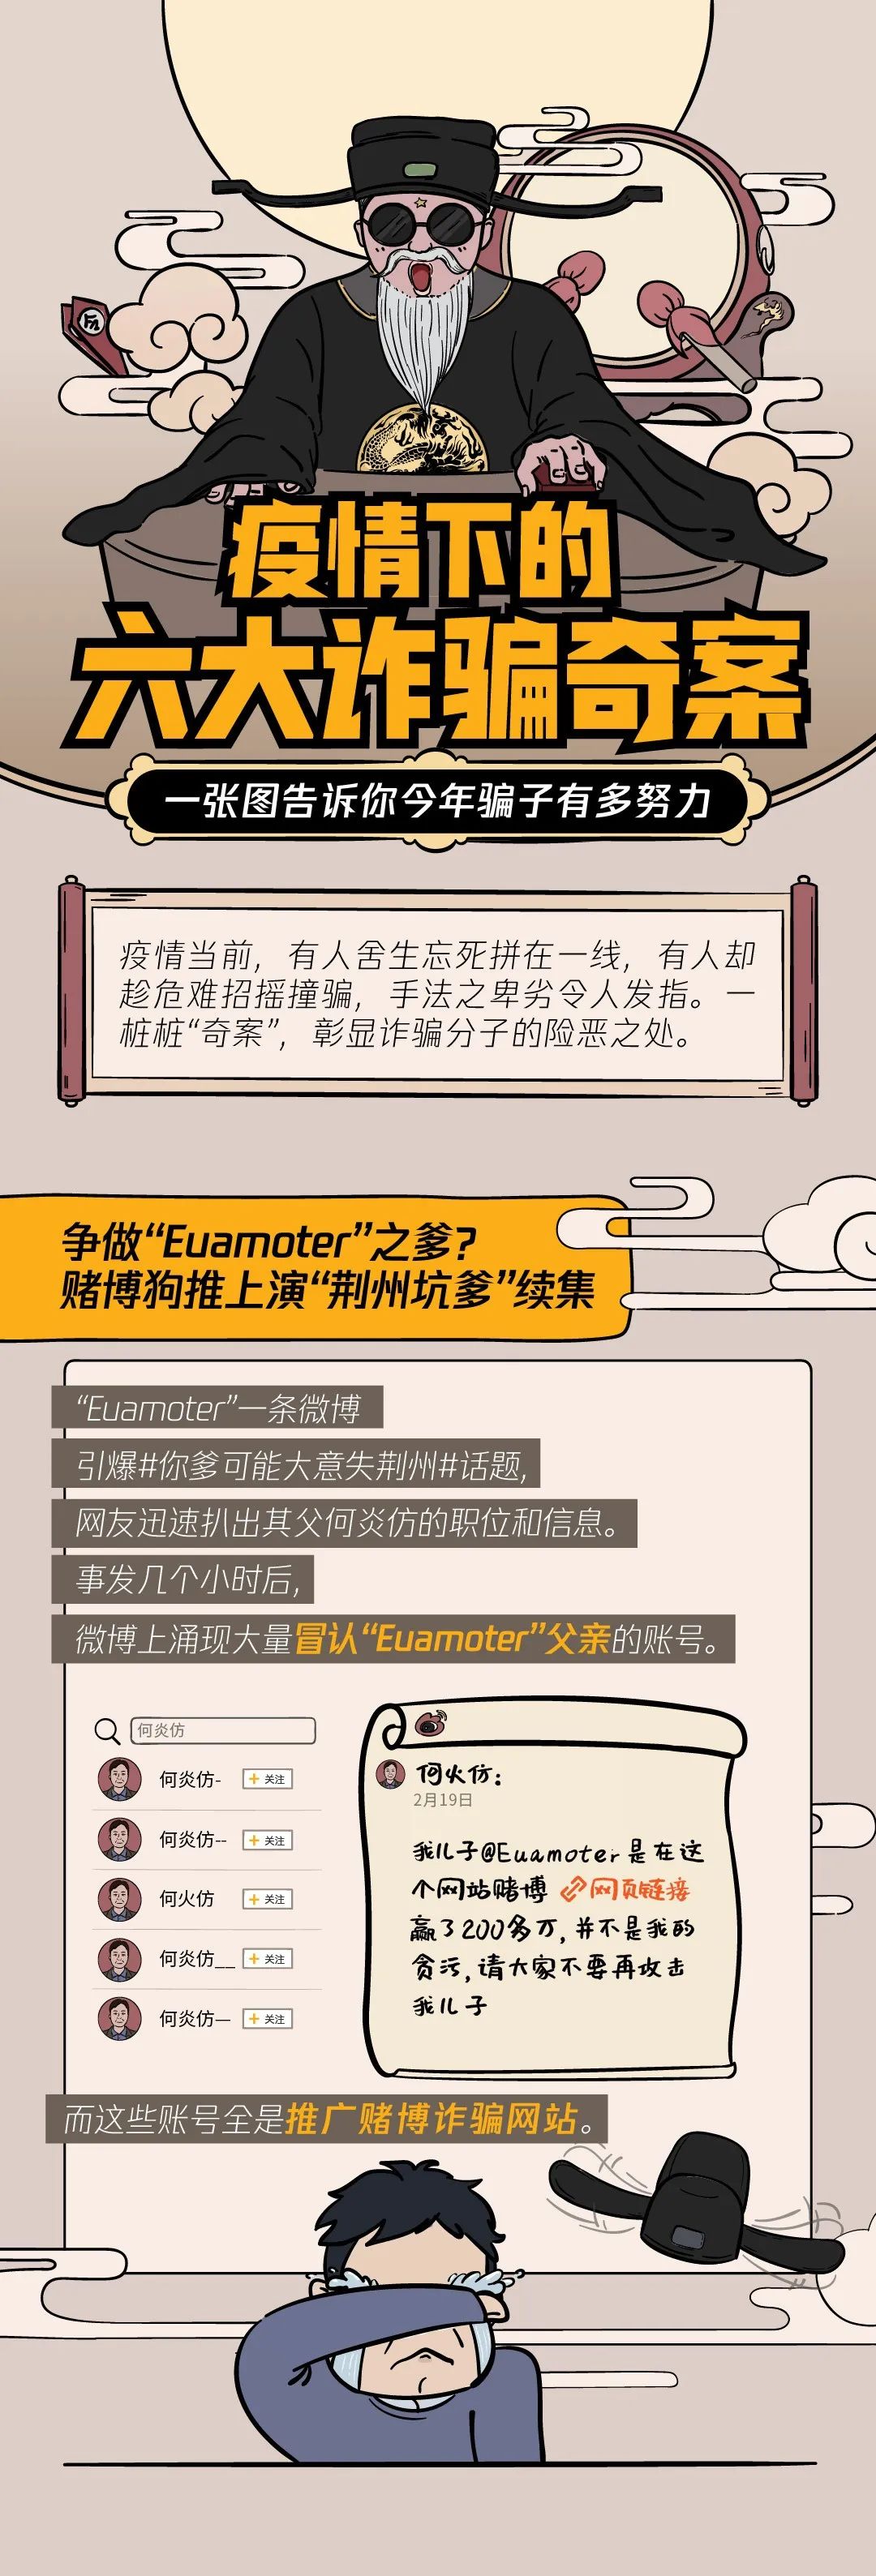 疫情下的
六大诈骗奇案
一张图告诉你今年骗子有多努力
疫情当前，有人舍生忘死拼在一线，有人却
趁危难招摇撞骗，手法之卑劣令人发指。一
桩桩“奇案”，彰显诈骗分子的险恶之处。
争做“Euamoter”之爹？
赌博狗推上演“荆州坑爹”续集
“Euamoter”一条微博
引爆#你爹可能大意失荆州#话题，
网友迅速扒出其父何炎仿的职位和信息。
事发几个小时后，
微博上涌现大量冒认“Euamoter”父亲的账号。
何炎仿
何炎仿- + 关注
何炎仿-- + 关注
何火仿 + 关注
何炎仿__ + 关注
何炎仿— + 关注
何火仿：
2月19日
我儿子@Euamoter是在这
个网站赌博 网页链接
赢了200多万，并不是我的
贪污，请大家不要再攻击
我儿子
而这些账号全是推广赌博诈骗网站。